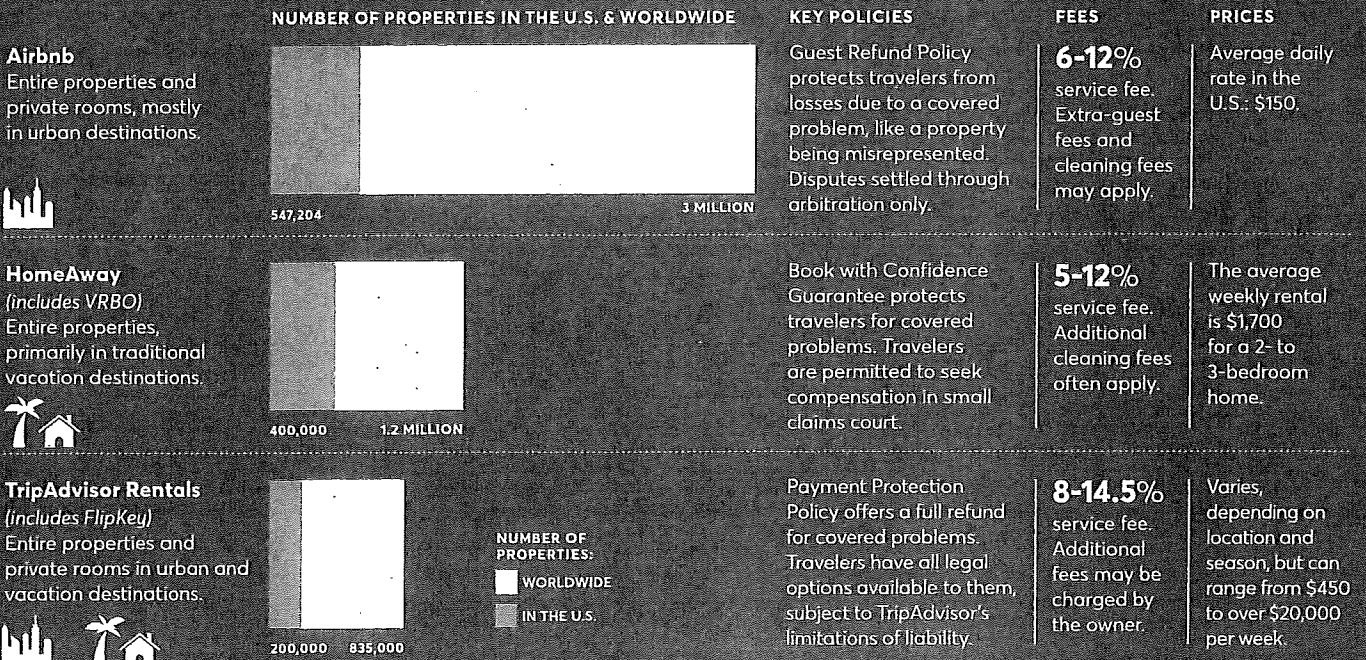 NUMBER OF PROPERTIES IN THE U.S. & WORLDWIDE
KEY POLICIES
FEES
PRICES
Airbnb
Entire properties and
private rooms, mostly
in urban destinations.
547,204
3 MILLION
Guest Refund Policy
protects travelers from
losses due to a covered
problem, like a property
being misrepresented.
Disputes settled through
arbitration only.
6-12%
service fee.
Extra-guest
fees and
cleaning fees
may apply.
Average daily
rate in the
U.S.: $150.
HomeAway
(includes VRBO)
Entire properties,
primarily in traditional
vacation destinations.
400,000
1.2 MILLION
Book with Confidence
Guarantee protects
travelers for covered
problems. Travelers
are permitted to seek
compensation in small
claims court.
5-12%
service fee.
Additional
cleaning fees
often apply.
The average
weekly rental
is $1,700
for a 2- to
3-bedroom
home.
TripAdvisor Rentals
(includes FlipKey)
Entire properties and
private rooms in urban and
vacation destinations.
200,000
835,000
NUMBER OF
PROPERTIES:
WORLDWIDE
IN THE U.S.
Payment Protection
Policy offers a full refund
for covered problems.
Travelers have all legal
options available to them,
subject to TripAdvisor's
limitations of liability.
8-14.5%
service fee.
Additional
fees may be
charged by
the owner.
Varies,
depending on
location and
season, but can
range from $450
to over $20,000
per week.